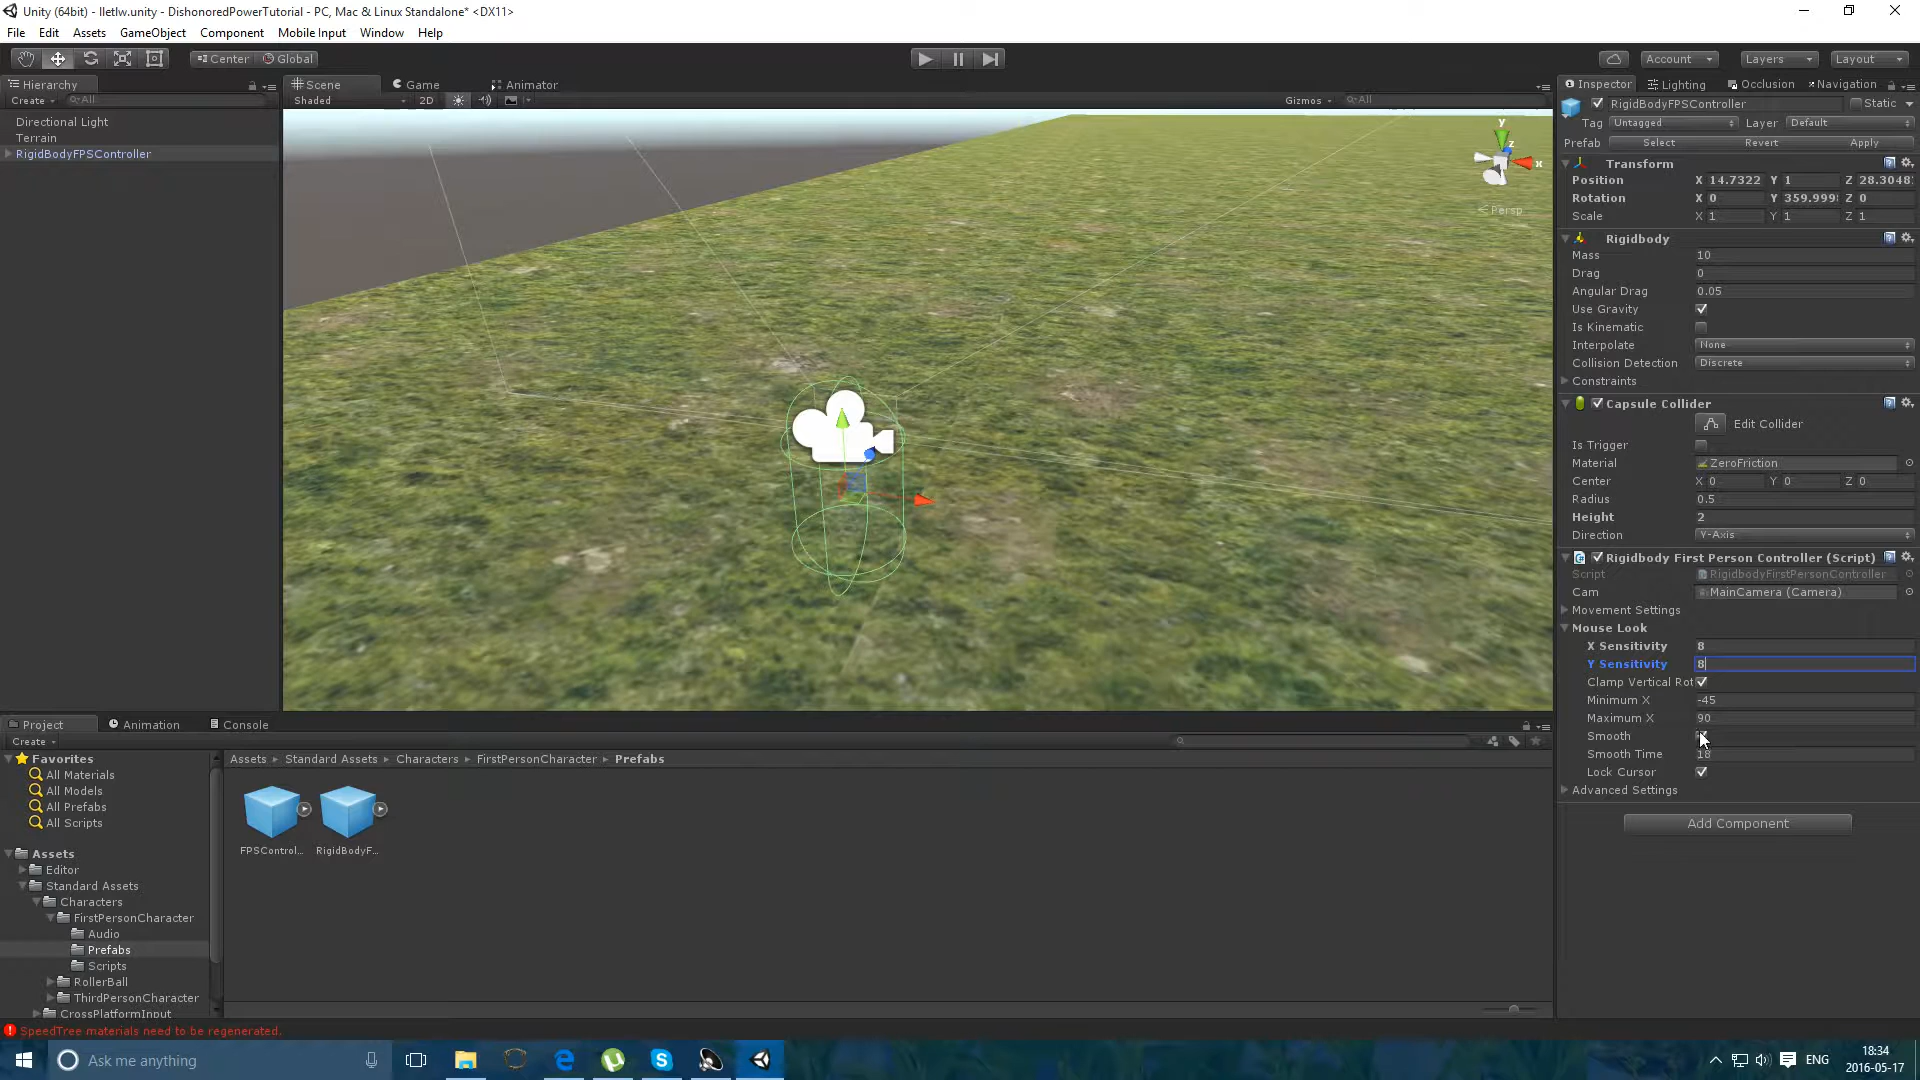 Unity (64bit) - lletlw.unity - DishonoredPowerTutorial - PC, Mac & Linux Standalone* <DX11>
File Edit Assets GameObject Component Mobile Input Window Help
Center Global
Account Layers Layout
Hierarchy
Create All
Directional Light
Terrain
RigidBodyFPSController
Scene Game Animator
Shaded 2D Gizmos All
y
z
x
Persp
Inspector Lighting Occlusion Navigation
RigidBodyFPSController Static
Tag Untagged Layer Default
Prefab Select Revert Apply
Transform
Position X 14.7322 Y 1 Z 28.3048
Rotation X 0 Y 359.999 Z 0
Scale X 1 Y 1 Z 1
Rigidbody
Mass 10
Drag 0
Angular Drag 0.05
Use Gravity
Is Kinematic
Interpolate None
Collision Detection Discrete
Constraints
Capsule Collider
Edit Collider
Is Trigger
Material ZeroFriction
Center X 0 Y 0 Z 0
Radius 0.5
Height 2
Direction Y-Axis
Rigidbody First Person Controller (Script)
Script RigidbodyFirstPersonController
Cam MainCamera (Camera)
Movement Settings
Mouse Look
X Sensitivity 8
Y Sensitivity 8
Clamp Vertical Rot
Minimum X -45
Maximum X 90
Smooth
Smooth Time 18
Lock Cursor
Advanced Settings
Add Component
Project Animation Console
Create
Favorites
All Materials
All Models
All Prefabs
All Scripts
Assets
Editor
Standard Assets
Characters
FirstPersonCharacter
Audio
Prefabs
Scripts
RollerBall
ThirdPersonCharacter
CrossPlatformInput
Assets Standard Assets Characters FirstPersonCharacter Prefabs
FPSControl... RigidBodyF...
SpeedTree materials need to be regenerated.
Ask me anything
ENG
18:34
2016-05-17